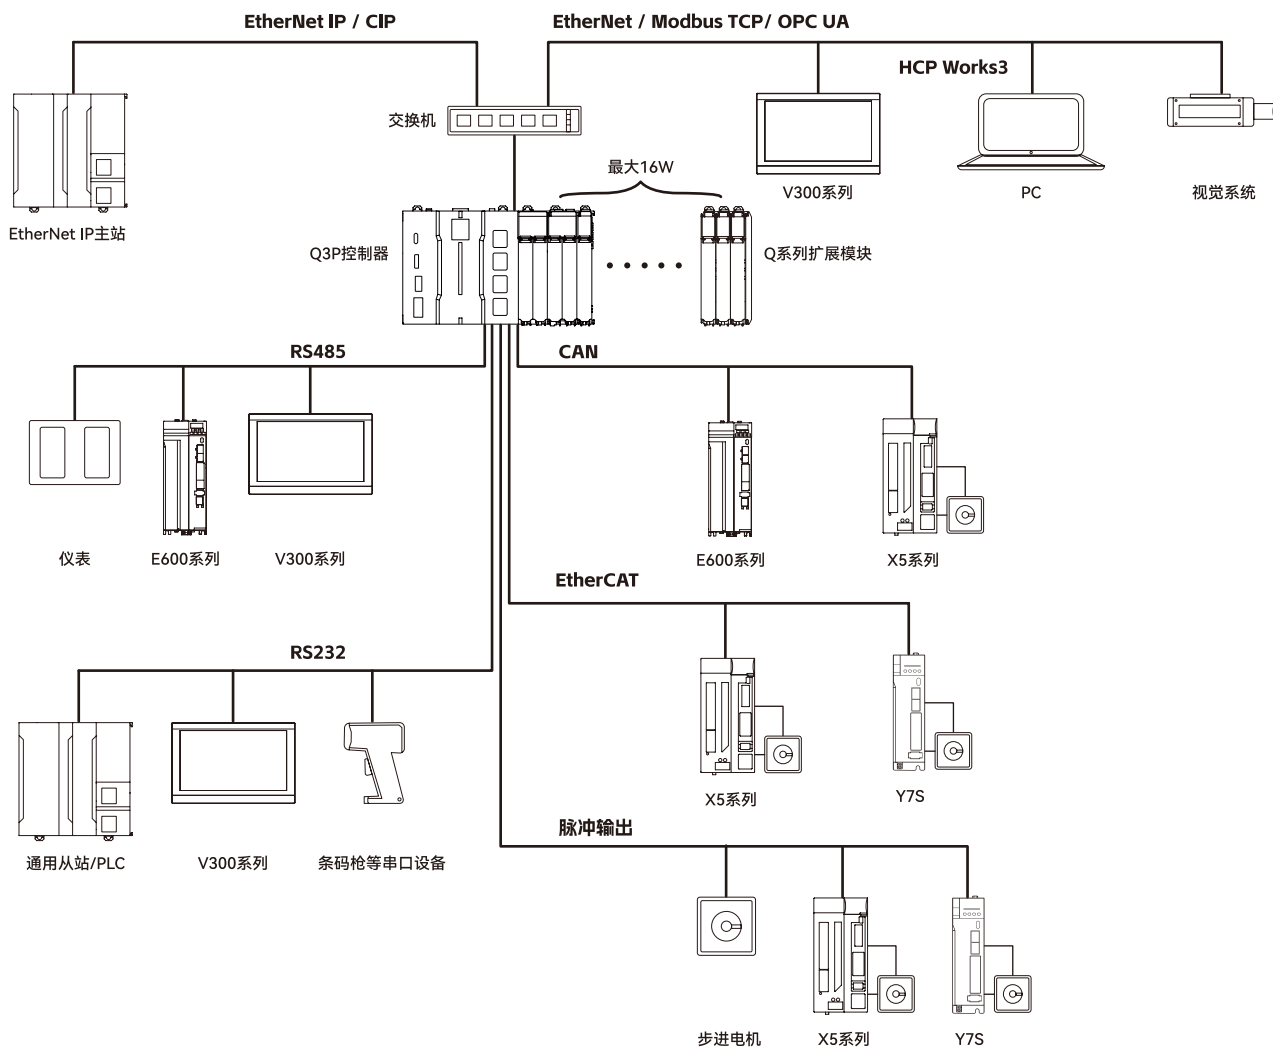 EtherNet IP / CIP
EtherNet / Modbus TCP/ OPC UA
HCP Works3
交换机
最大16W
V300系列
PC
视觉系统
EtherNet IP主站
Q3P控制器
Q系列扩展模块
RS485
CAN
仪表
E600系列
V300系列
E600系列
X5系列
EtherCAT
RS232
X5系列
Y7S
脉冲输出
通用从站/PLC
V300系列
条码枪等串口设备
步进电机
X5系列
Y7S